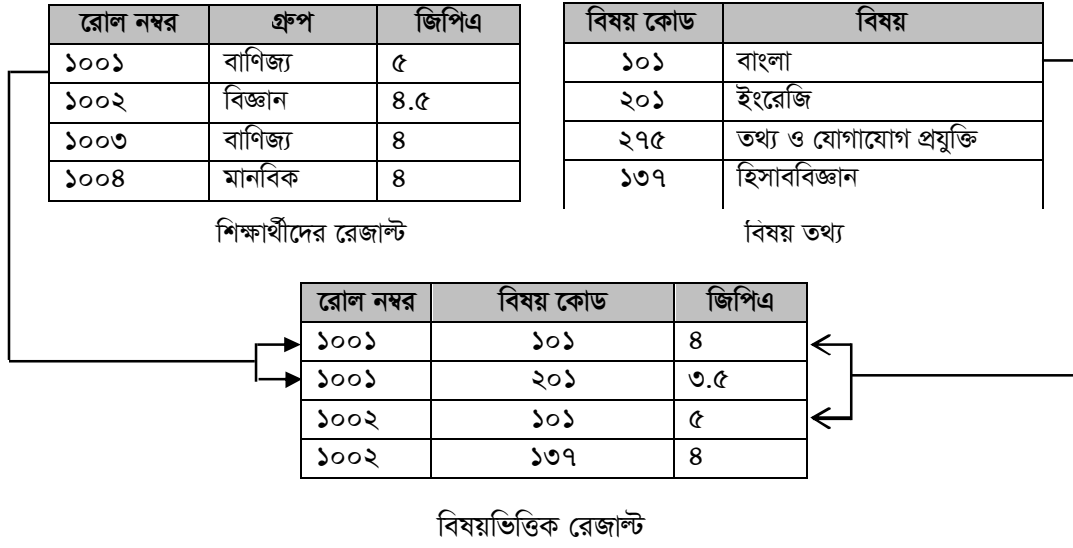 রোল নম্বর গ্রুপ জিপিএ
১০০১ বাণিজ্য ৫
১০০২ বিজ্ঞান ৪.৫
১০০৩ বাণিজ্য ৪
১০০৪ মানবিক ৪
শিক্ষার্থীদের রেজাল্ট
বিষয় কোড বিষয়
১০১ বাংলা
২০১ ইংরেজি
২৭৫ তথ্য ও যোগাযোগ প্রযুক্তি
১৩৭ হিসাববিজ্ঞান
বিষয় তথ্য
রোল নম্বর বিষয় কোড জিপিএ
১০০১ ১০১ ৪
১০০১ ২০১ ৩.৫
১০০২ ১০১ ৫
১০০২ ১৩৭ ৪
বিষয়ভিত্তিক রেজাল্ট